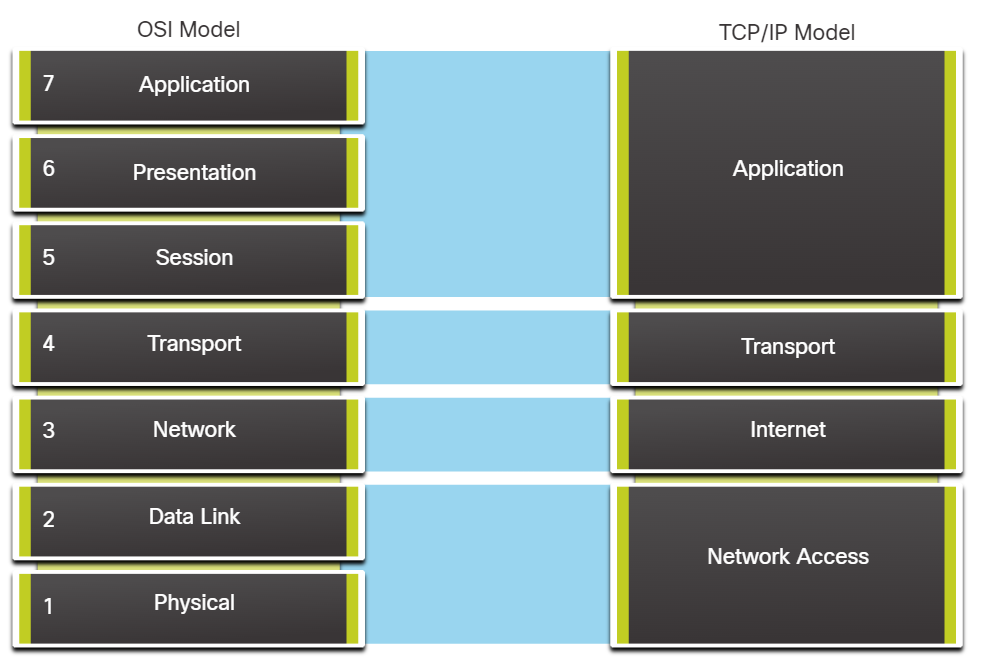 OSI Model
7 Application
6 Presentation
5 Session
4 Transport
3 Network
2 Data Link
1 Physical
TCP/IP Model
Application
Transport
Internet
Network Access